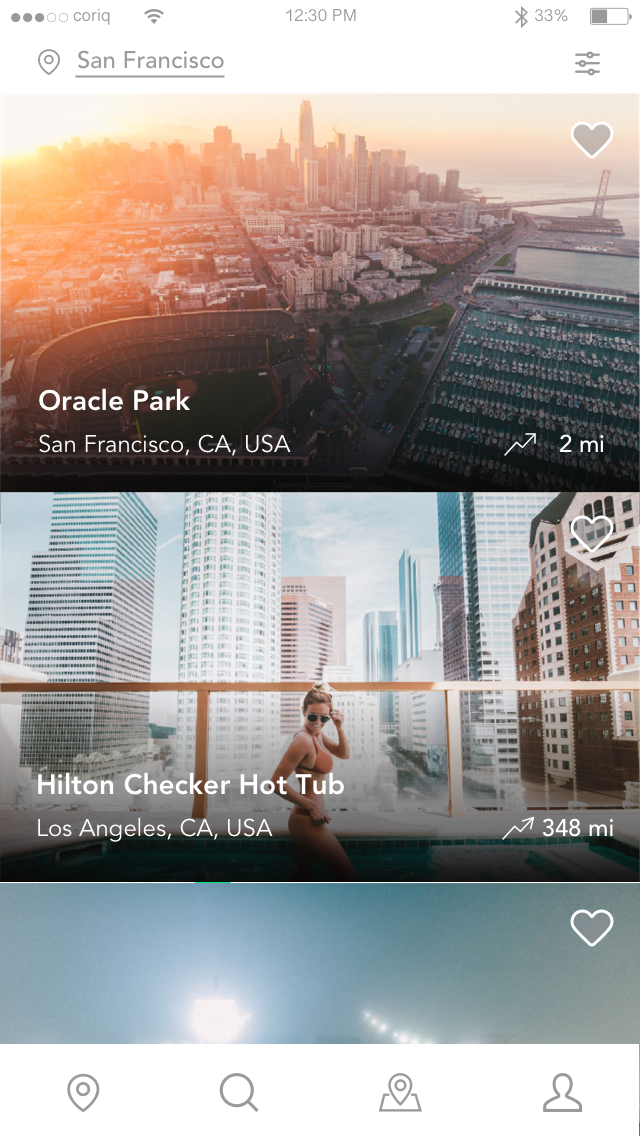 coriq 12:30 PM 33%
San Francisco
Oracle Park
San Francisco, CA, USA 2 mi
Hilton Checker Hot Tub
Los Angeles, CA, USA 348 mi